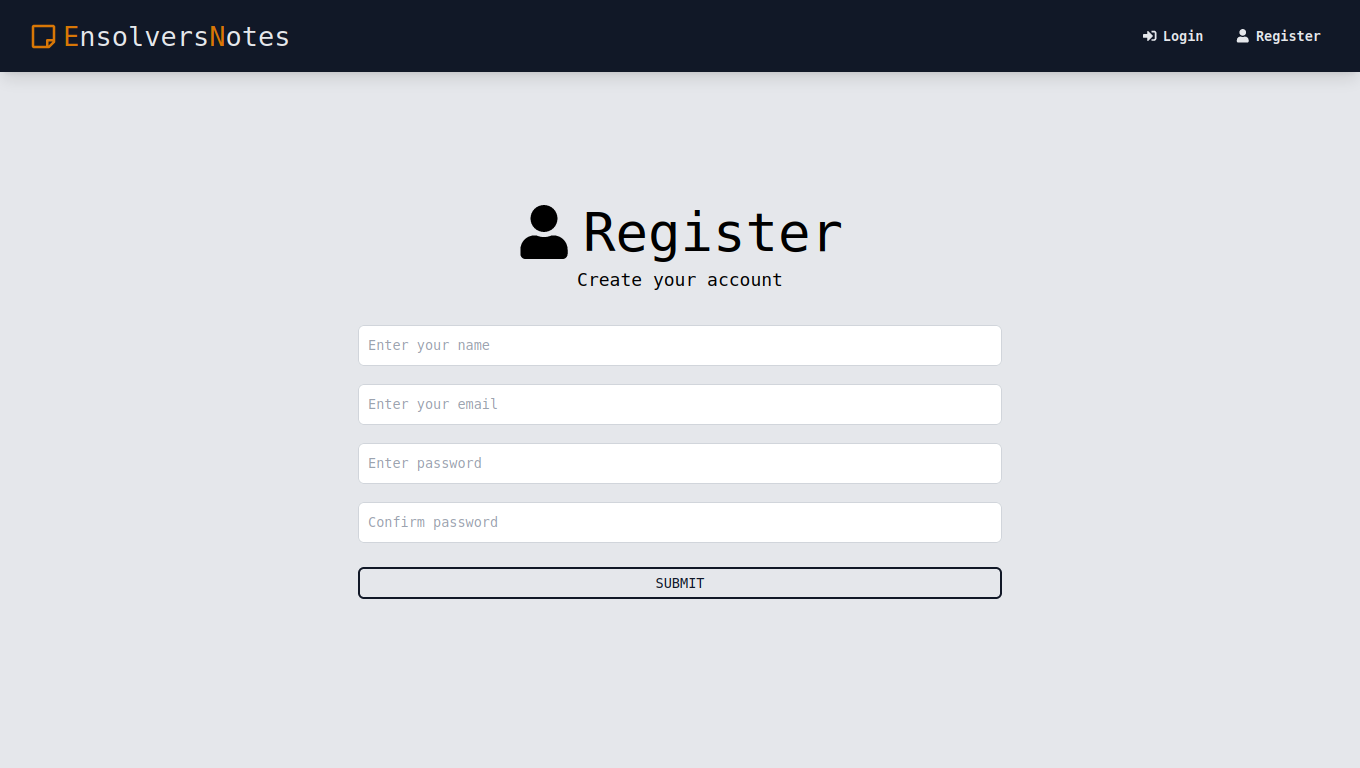 EnsolversNotes
Login
Register
Register
Create your account
Enter your name
Enter your email
Enter password
Confirm password
SUBMIT